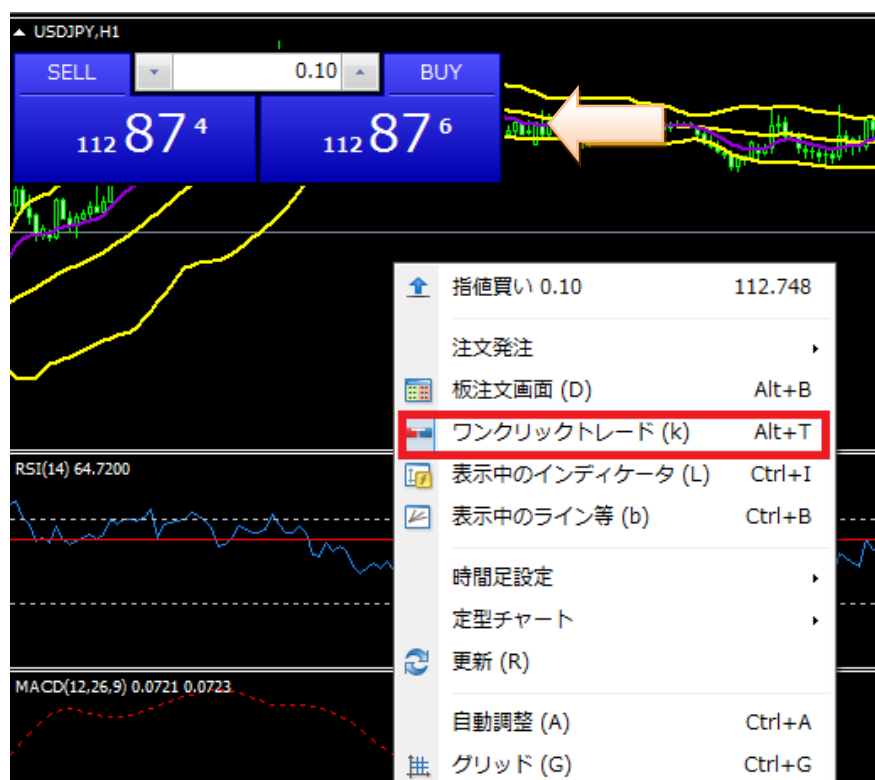 USDJPY,H1
SELL 0.10 BUY
112 87 4 112 87 6
指値買い 0.10 112.748
注文発注
板注文画面 (D) Alt+B
ワンクリックトレード (k) Alt+T
RSI(14) 64.7200
表示中のインディケータ (L) Ctrl+I
表示中のライン等 (b) Ctrl+B
時間足設定
定型チャート
更新 (R)
MACD(12,26,9) 0.0721 0.0723
自動調整 (A) Ctrl+A
グリッド (G) Ctrl+G